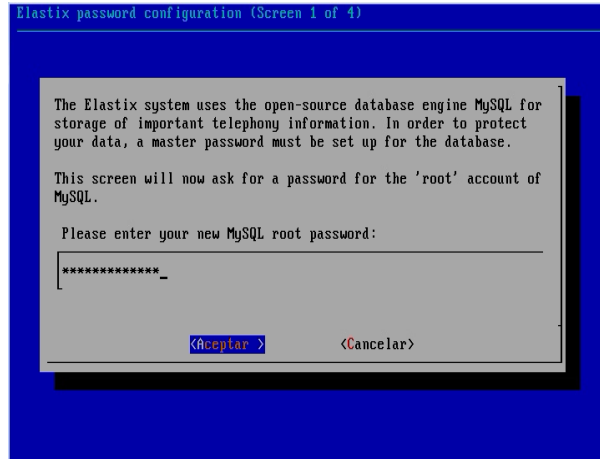 Elastix password configuration (Screen 1 of 4)
The Elastix system uses the open-source database engine MySQL for
storage of important telephony information. In order to protect
your data, a master password must be set up for the database.
This screen will now ask for a password for the 'root' account of
MySQL.
Please enter your new MySQL root password:
*************_
<Aceptar > <Cancelar>